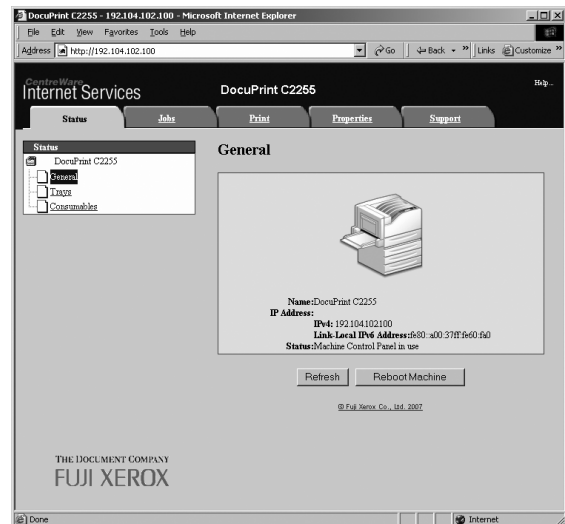 DocuPrint C2255 - 192.104.102.100 - Microsoft Internet Explorer
File Edit View Favorites Tools Help
Address http://192.104.102.100 Go Back » Links Customize »
CentreWare
Internet Services DocuPrint C2255 Help...
Status Jobs Print Properties Support
Status
DocuPrint C2255
General
Trays
Consumables
General
Name:DocuPrint C2255
IP Address:
IPv4: 192.104.102.100
Link-Local IPv6 Address:fe80::a00:37ff:fe60:fa0
Status:Machine Control Panel in use
Refresh Reboot Machine
© Fuji Xerox Co., Ltd. 2007
THE DOCUMENT COMPANY
FUJI XEROX
Done Internet